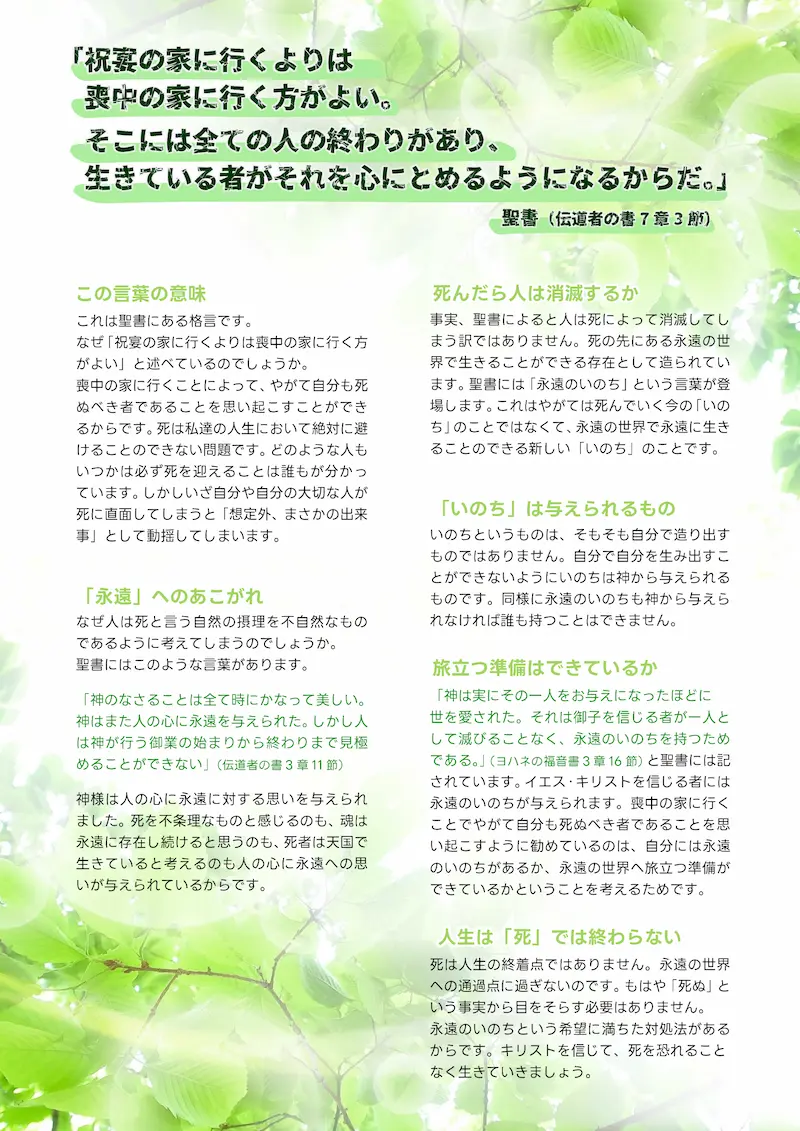 「祝宴の家に行くよりは
喪中の家に行く方がよい。
そこには全ての人の終わりがあり、
生きている者がそれを心にとめるようになるからだ。」
聖書（伝道者の書７章３節）
この言葉の意味
これは聖書にある格言です。
なぜ「祝宴の家に行くよりは喪中の家に行く方
がよい」と述べているのでしょうか。
喪中の家に行くことによって、やがて自分も死
ぬべき者であることを思い起こすことができ
るからです。死は私達の人生において絶対に避
けることのできない問題です。どのような人も
いつかは必ず死を迎えることは誰もが分かっ
ています。しかしいざ自分や自分の大切な人が
死に直面してしまうと「想定外、まさかの出来
事」として動揺してしまいます。
「永遠」へのあこがれ
なぜ人は死と言う自然の摂理を不自然なもの
であるように考えてしまうのでしょうか。
聖書にはこのような言葉があります。
「神のなさることは全て時にかなって美しい。
神はまた人の心に永遠を与えられた。しかし人
は神が行う御業の始まりから終わりまで見極
めることができない」（伝道者の書３章11節）
神様は人の心に永遠に対する思いを与えられ
ました。死を不条理なものと感じるのも、魂は
永遠に存在し続けると思うのも、死者は天国で
生きていると考えるのも人の心に永遠への思
いが与えられているからです。
死んだら人は消滅するか
事実、聖書によると人は死によって消滅してし
まう訳ではありません。死の先にある永遠の世
界で生きることができる存在として造られてい
ます。聖書には「永遠のいのち」という言葉が登
場します。これはやがては死んでいく今の「いの
ち」のことではなくて、永遠の世界で永遠に生き
ることのできる新しい「いのち」のことです。
「いのち」は与えられるもの
いのちというものは、そもそも自分で造り出す
ものではありません。自分で自分を生み出すこ
とができないようにいのちは神から与えられる
ものです。同様に永遠のいのちも神から与えら
れなければ誰も持つことはできません。
旅立つ準備はできているか
「神は実にその一人をお与えになったほどに
世を愛された。それは御子を信じる者が一人と
して滅びることなく、永遠のいのちを持つため
である。」（ヨハネの福音書３章16節）と聖書には記
されています。イエス・キリストを信じる者には
永遠のいのちが与えられます。喪中の家に行く
ことでやがて自分も死ぬべき者であることを思
い起こすように勧めているのは、自分には永遠
のいのちがあるか、永遠の世界へ旅立つ準備が
できているかということを考えるためです。
人生は「死」では終わらない
死は人生の終着点ではありません。永遠の世界
への通過点に過ぎないのです。もはや「死ぬ」と
いう事実から目をそらす必要はありません。
永遠のいのちという希望に満ちた対処法がある
からです。キリストを信じて、死を恐れること
なく生きていきましょう。